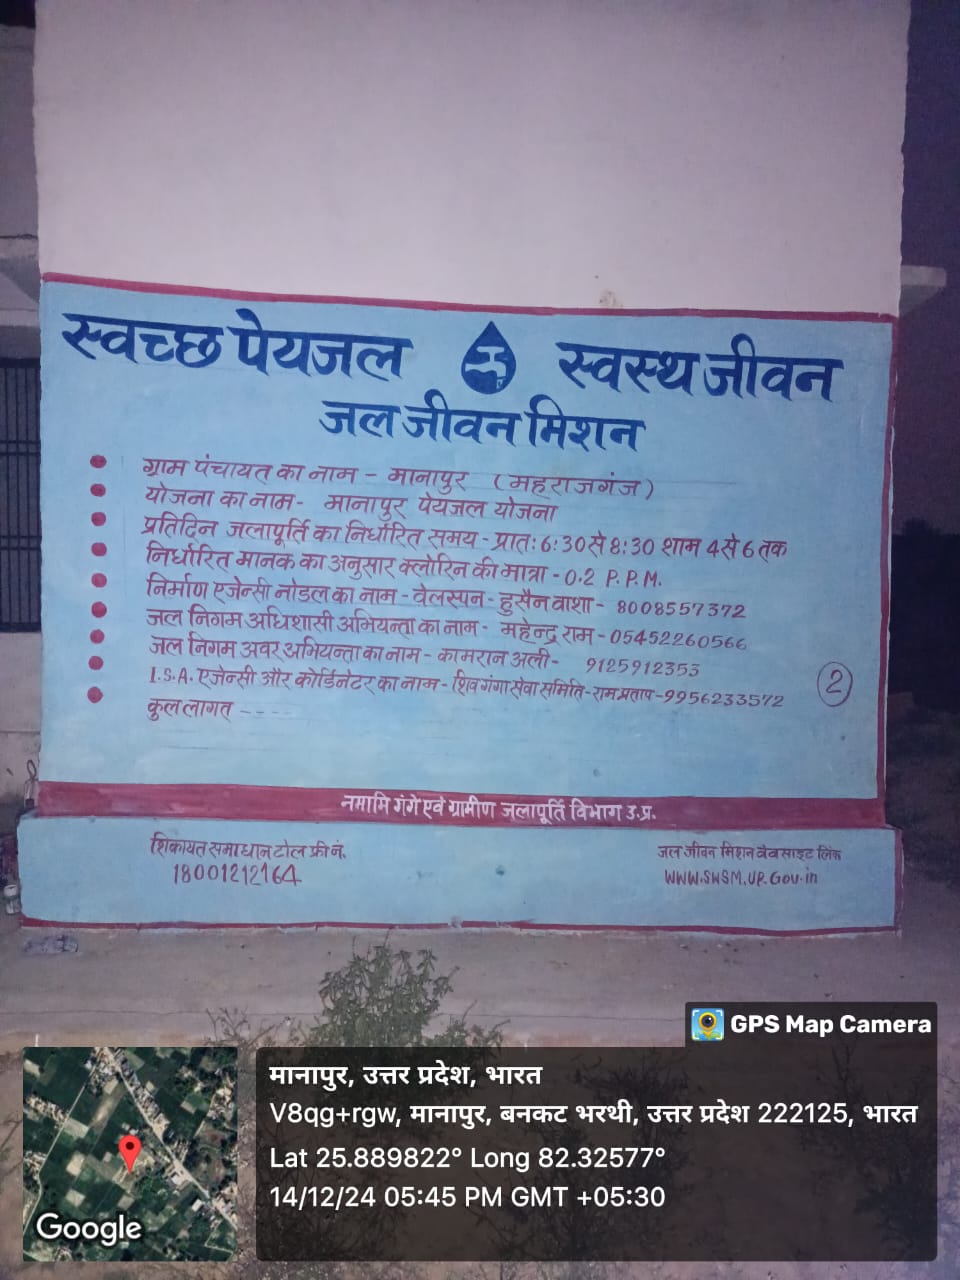 स्वच्छ पेयजल स्वस्थ जीवन
जल जीवन मिशन
ग्राम पंचायत का नाम - मानापुर (महराजगंज)
योजना का नाम- मानापुर पेयजल योजना
प्रतिदिन जलापूर्ति का निर्धारित समय - प्रातः 6:30 से 8:30 शाम 4 से 6 तक
निर्धारित मानक का अनुसार क्लोरिन की मात्रा - 0.2 P.P.M.
निर्माण एजेन्सी नोडल का नाम - वेलस्पन - हुसैन वाशा - 8008557372
जल निगम अधिशासी अभियन्ता का नाम - महेन्द्र राम - 05452260566
जल निगम अवर अभियन्ता का नाम - कामरान अली- 9125912353
I.S.A. एजेन्सी और कोर्डिनेटर का नाम - शिव गंगा सेवा समिति - राम प्रताप - 9956233572
कुल लागत ----
2
नमामि गंगे एवं ग्रामीण जलापूर्ति विभाग उ.प्र.
शिकायत समाधान टोल फ्री नं.
18001212164
जल जीवन मिशन वेव साइट लिंक
WWW.SWSM.UP.Gov.in
GPS Map Camera
मानापुर, उत्तर प्रदेश, भारत
V8qg+rgw, मानापुर, बनकट भरथी, उत्तर प्रदेश 222125, भारत
Lat 25.889822° Long 82.32577°
14/12/24 05:45 PM GMT +05:30
Google